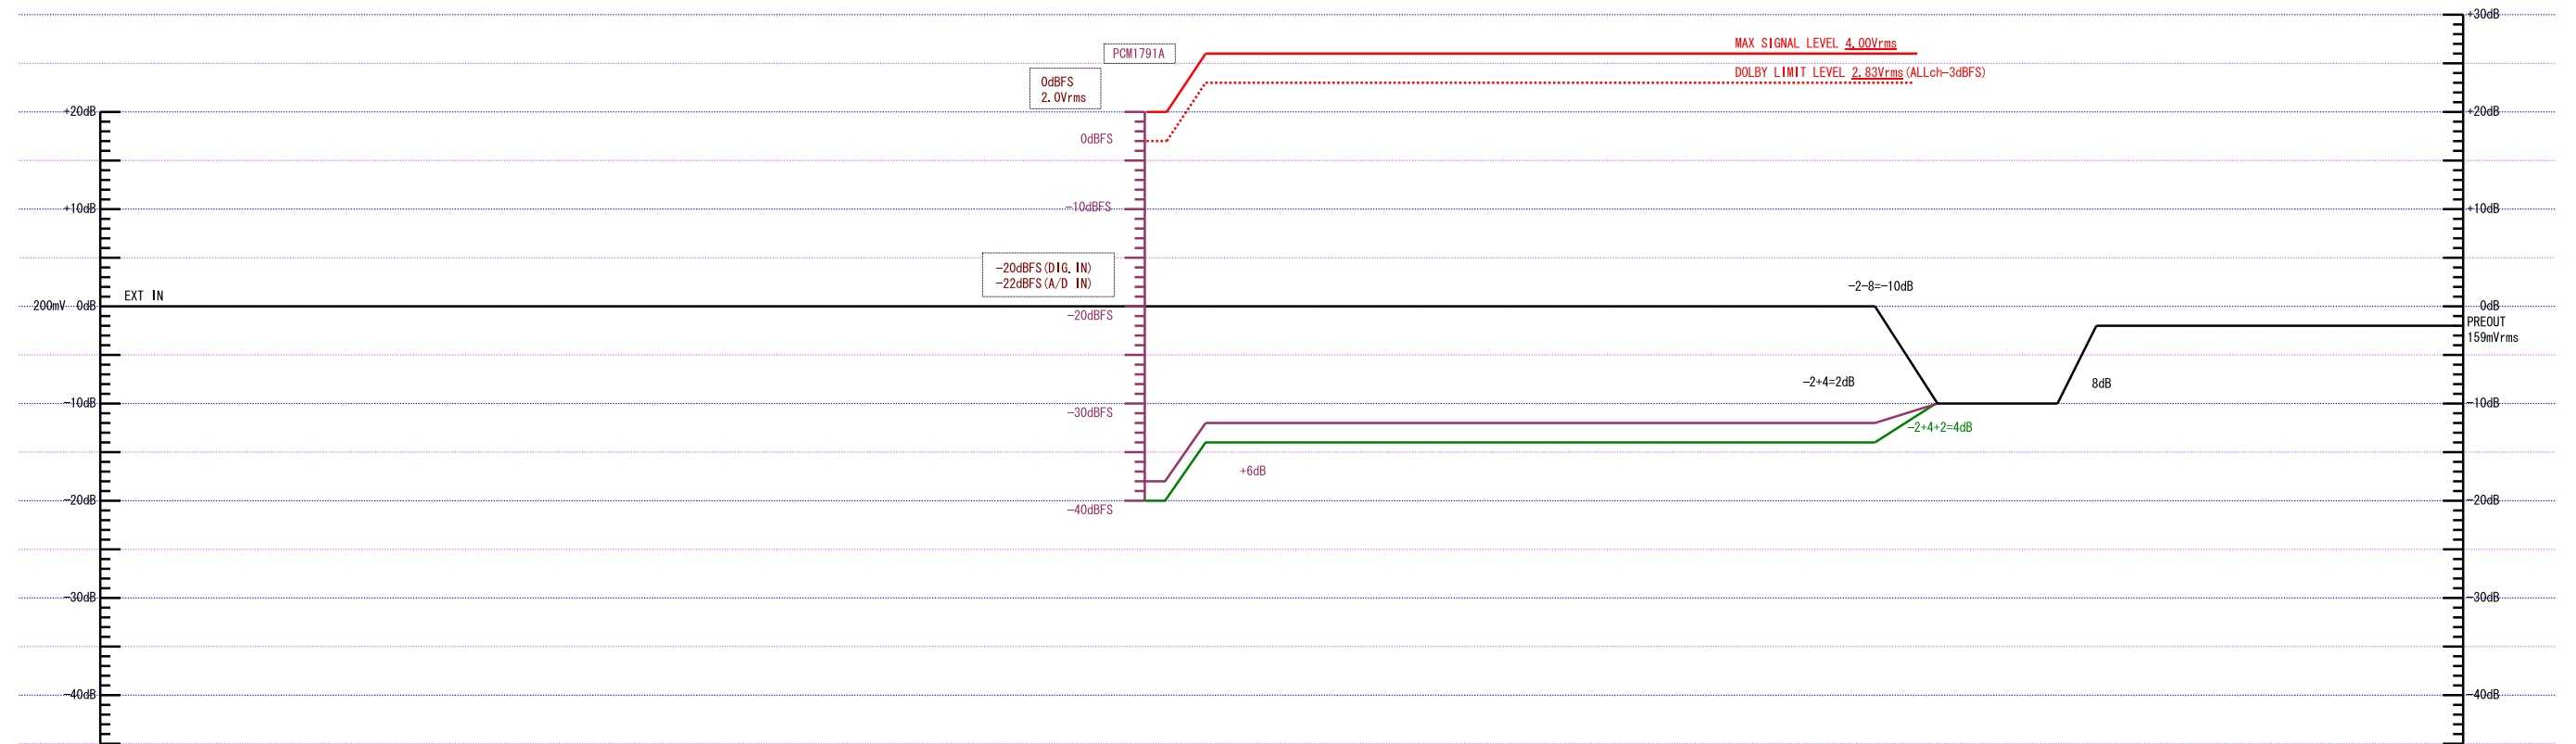 +30dB
MAX SIGNAL LEVEL 4.00Vrms
PCM1791A
DOLBY LIMIT LEVEL 2.83Vrms(ALLch-3dBFS)
0dBFS
2.0Vrms
+20dB
+20dB
0dBFS
+10dB
-10dBFS
+10dB
-20dBFS(DIG.IN)
-22dBFS(A/D IN)
-2-8=-10dB
EXT IN
200mV 0dB
0dB
-20dBFS
PREOUT
159mVrms
-2+4=2dB
8dB
-10dB
-30dBFS
-10dB
-2+4+2=4dB
+6dB
-20dB
-20dB
-40dBFS
-30dB
-30dB
-40dB
-40dB